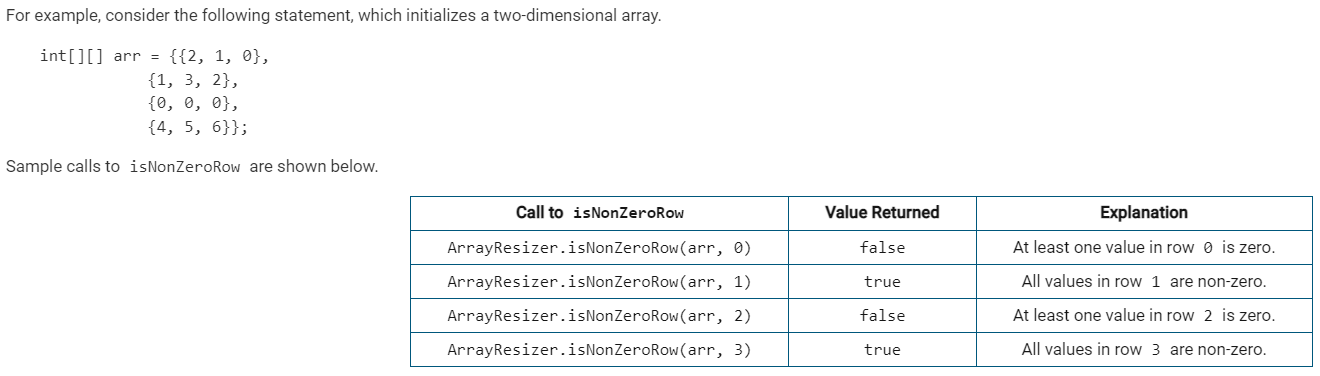 For example, consider the following statement, which initializes a two-dimensional array.
int[][] arr = {{2, 1, 0},
{1, 3, 2},
{0, 0, 0},
{4, 5, 6}};
Sample calls to isNonZeroRow are shown below.
Call to isNonZeroRow Value Returned Explanation
ArrayResizer.isNonZeroRow(arr, 0) false At least one value in row 0 is zero.
ArrayResizer.isNonZeroRow(arr, 1) true All values in row 1 are non-zero.
ArrayResizer.isNonZeroRow(arr, 2) false At least one value in row 2 is zero.
ArrayResizer.isNonZeroRow(arr, 3) true All values in row 3 are non-zero.